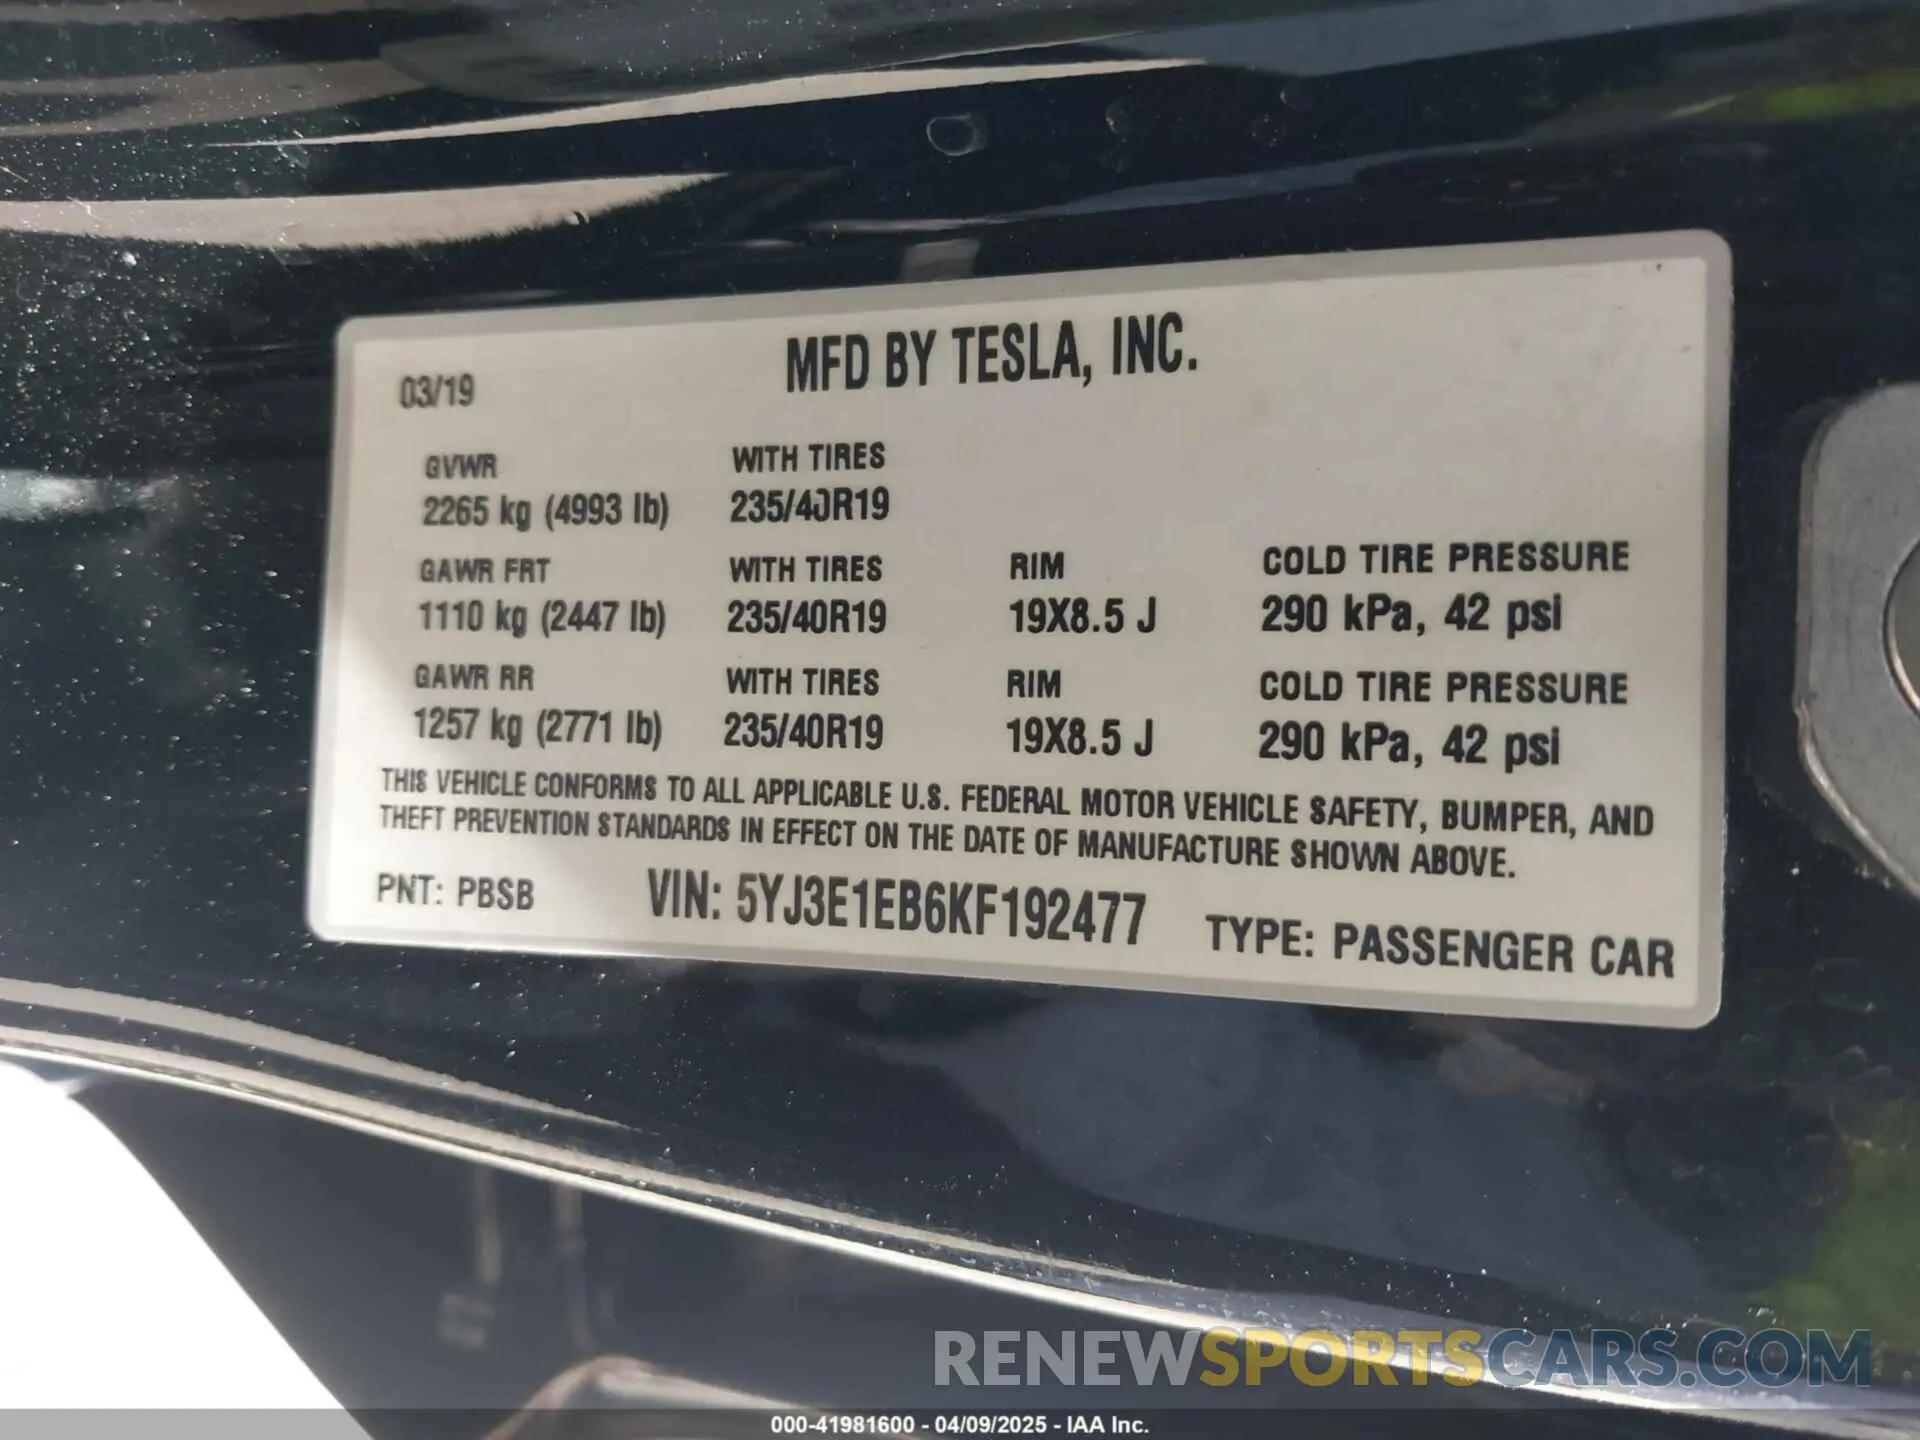 MFD BY TESLA, INC.
03/19
GVWR WITH TIRES
2265 kg (4993 lb) 235/40R19
GAWR FRT WITH TIRES RIM COLD TIRE PRESSURE
1110 kg (2447 lb) 235/40R19 19X8.5 J 290 kPa, 42 psi
GAWR RR WITH TIRES RIM COLD TIRE PRESSURE
1257 kg (2771 lb) 235/40R19 19X8.5 J 290 kPa, 42 psi
THIS VEHICLE CONFORMS TO ALL APPLICABLE U.S. FEDERAL MOTOR VEHICLE SAFETY, BUMPER, AND
THEFT PREVENTION STANDARDS IN EFFECT ON THE DATE OF MANUFACTURE SHOWN ABOVE.
PNT: PBSB VIN: 5YJ3E1EB6KF192477 TYPE: PASSENGER CAR
RENEWSPORTSCARS.COM
000-41981600 - 04/09/2025 - IAA Inc.